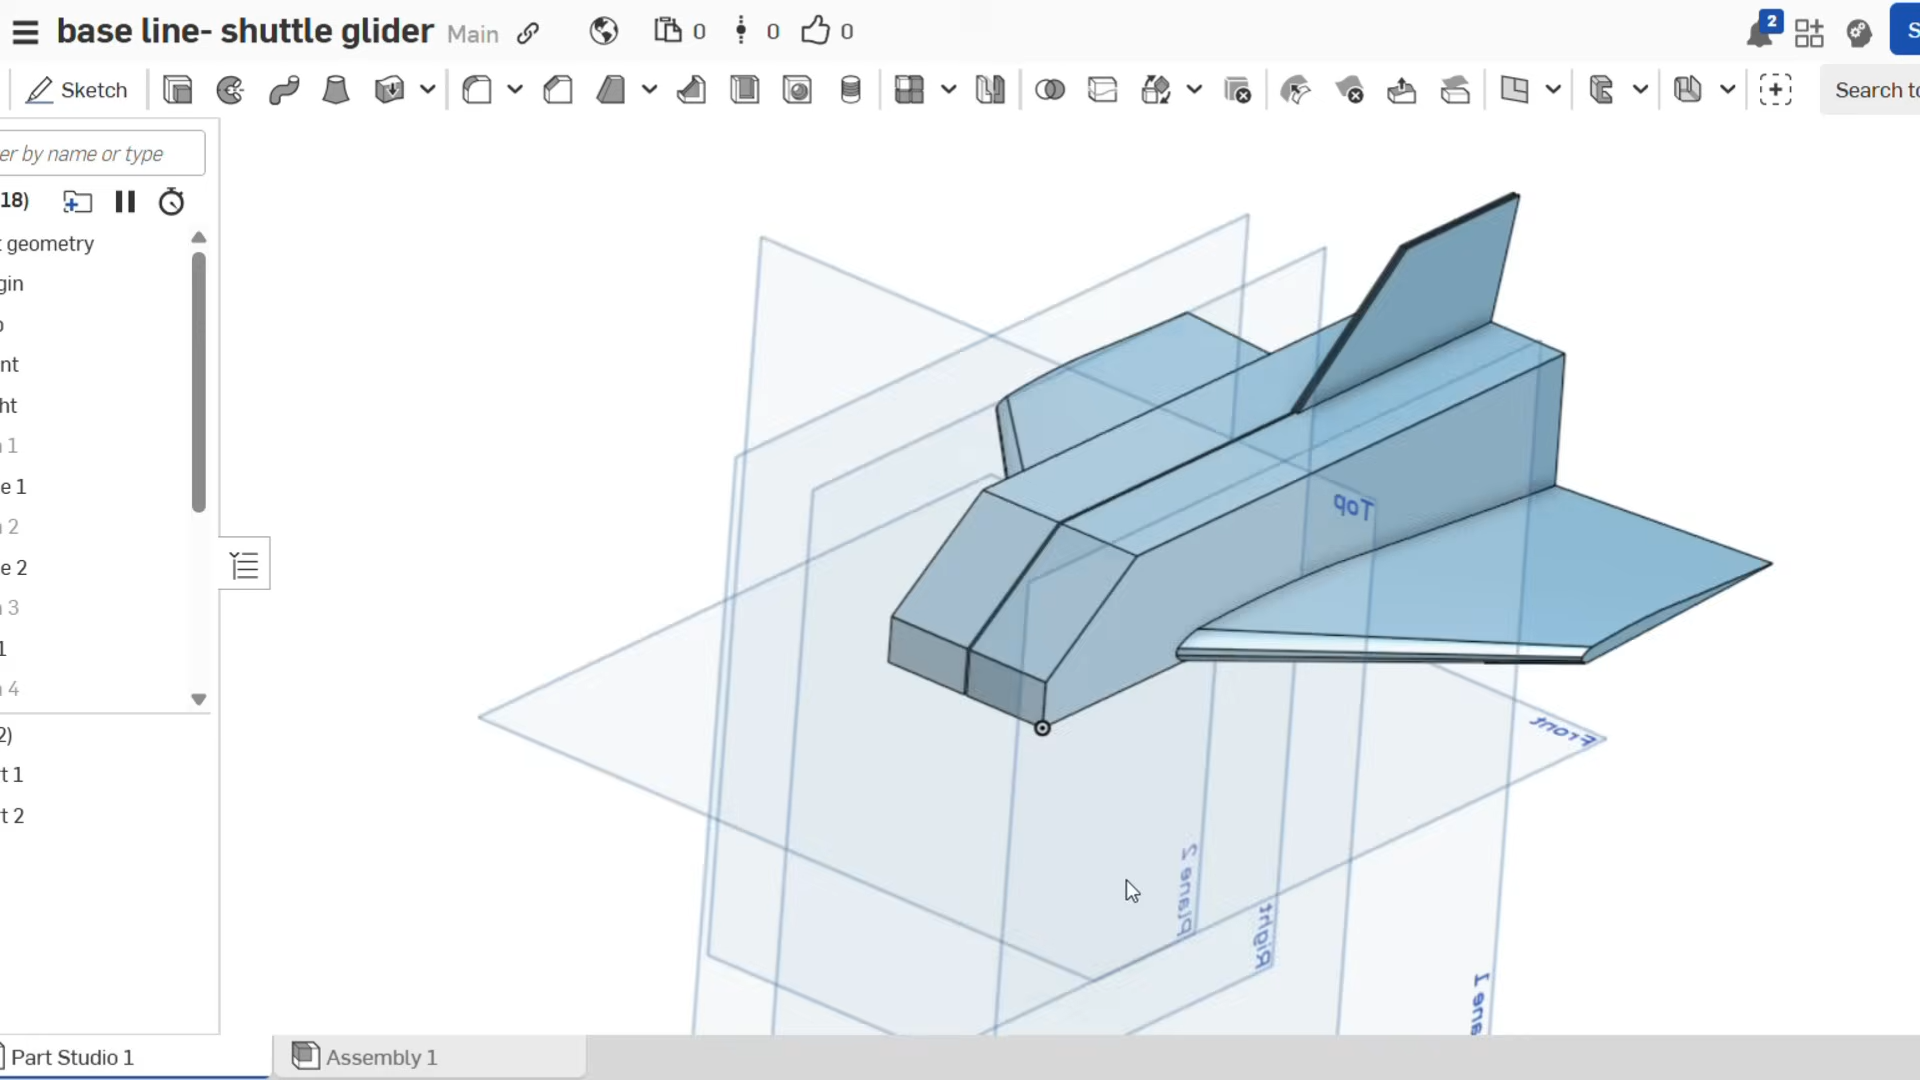 base line- shuttle glider Main 0 0 0 2 S
Sketch Search to
er by name or type
18)
t geometry
gin
o
nt
ht
1
e 1
2
e 2
3
1
4
2)
t 1
t 2
Top
Front
Plane 2
Right
ane 1
Part Studio 1 Assembly 1